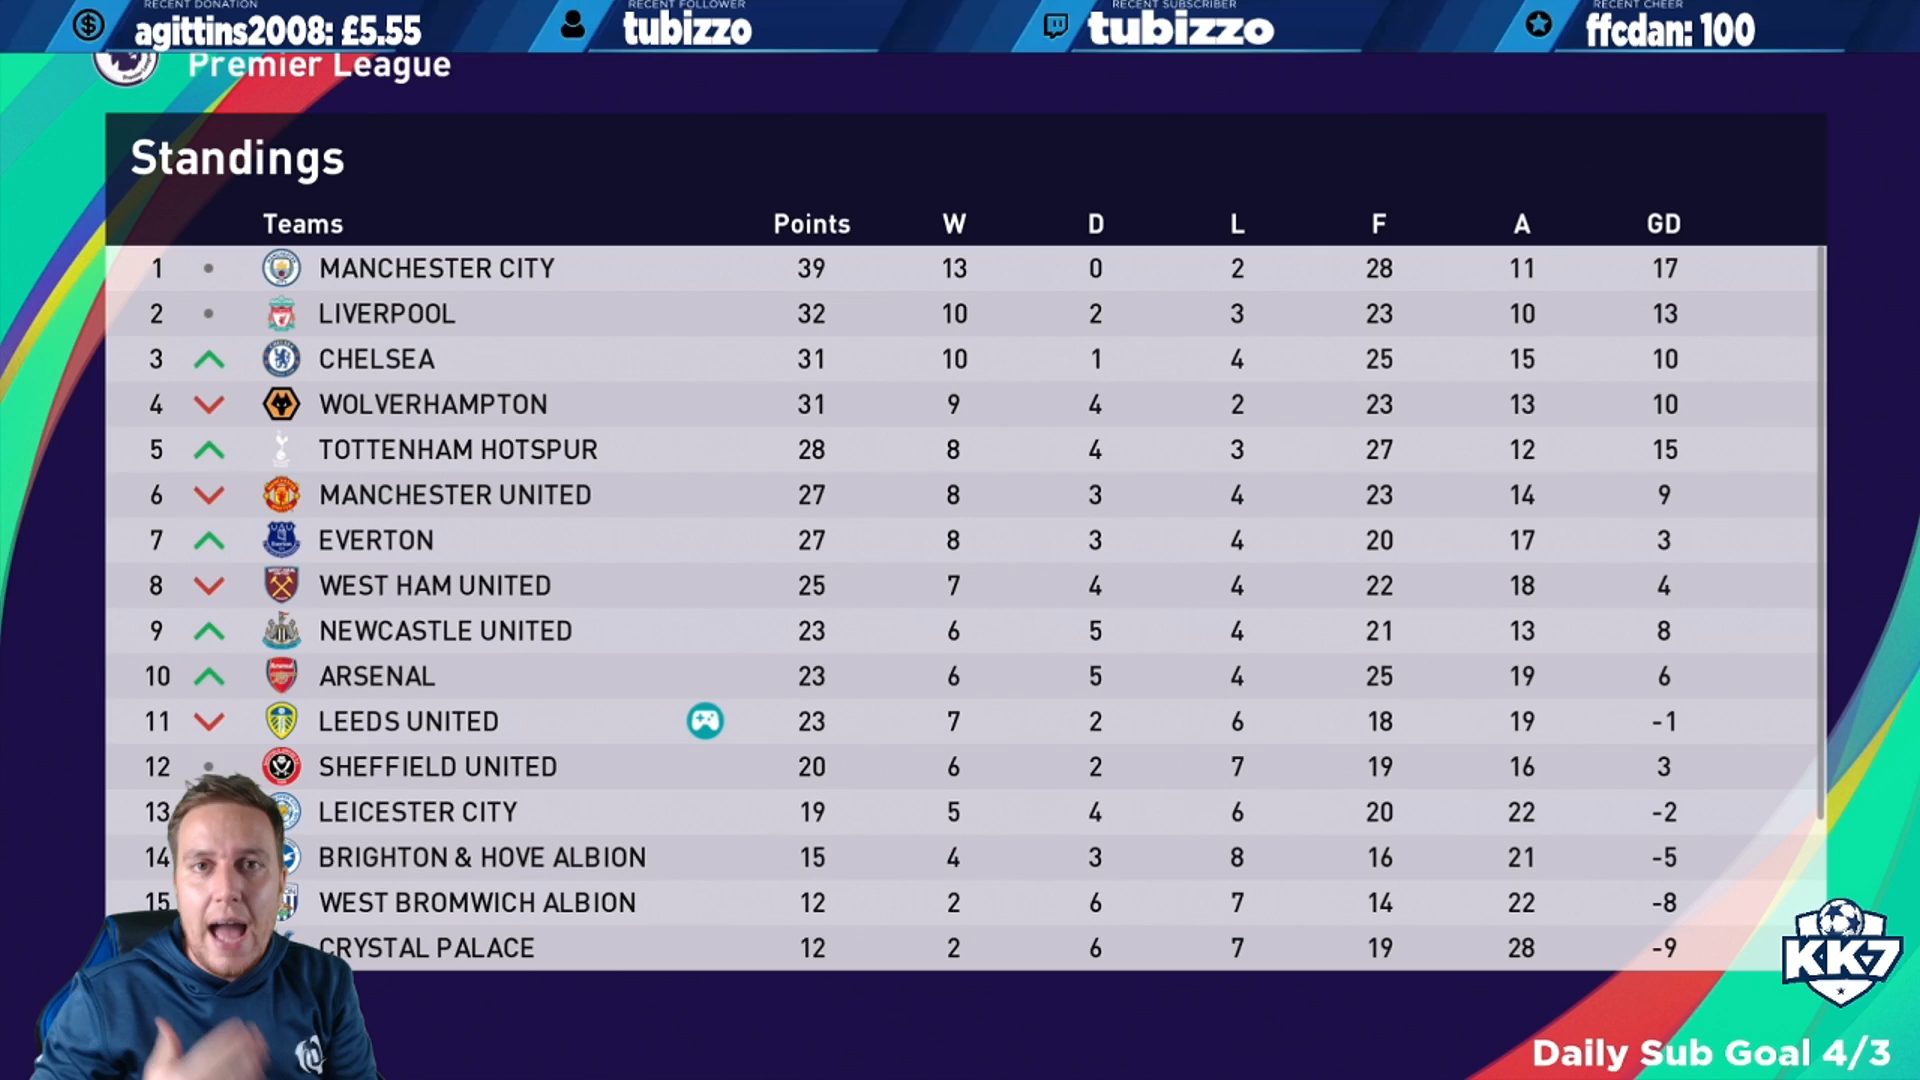 RECENT DONATION
agittins2008: £5.55
RECENT FOLLOWER
tubizzo
RECENT SUBSCRIBER
tubizzo
RECENT CHEER
ffcdan: 100
Premier League
Standings
Teams Points W D L F A GD
1 MANCHESTER CITY 39 13 0 2 28 11 17
2 LIVERPOOL 32 10 2 3 23 10 13
3 CHELSEA 31 10 1 4 25 15 10
4 WOLVERHAMPTON 31 9 4 2 23 13 10
5 TOTTENHAM HOTSPUR 28 8 4 3 27 12 15
6 MANCHESTER UNITED 27 8 3 4 23 14 9
7 EVERTON 27 8 3 4 20 17 3
8 WEST HAM UNITED 25 7 4 4 22 18 4
9 NEWCASTLE UNITED 23 6 5 4 21 13 8
10 ARSENAL 23 6 5 4 25 19 6
11 LEEDS UNITED 23 7 2 6 18 19 -1
12 SHEFFIELD UNITED 20 6 2 7 19 16 3
13 LEICESTER CITY 19 5 4 6 20 22 -2
14 BRIGHTON & HOVE ALBION 15 4 3 8 16 21 -5
15 WEST BROMWICH ALBION 12 2 6 7 14 22 -8
CRYSTAL PALACE 12 2 6 7 19 28 -9
KK7
Daily Sub Goal 4/3